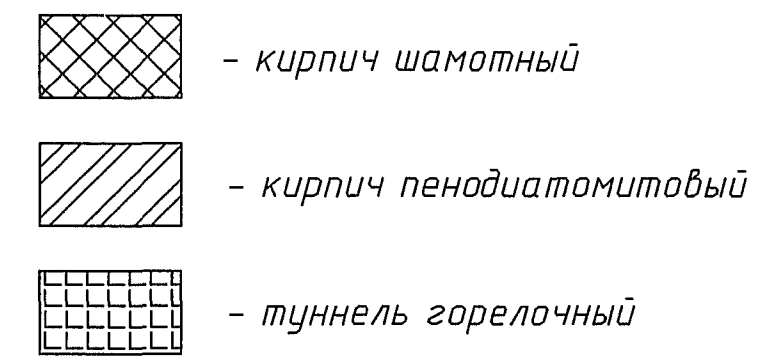 - кирпич шамотный
- кирпич пенодиатомитовый
- туннель горелочный